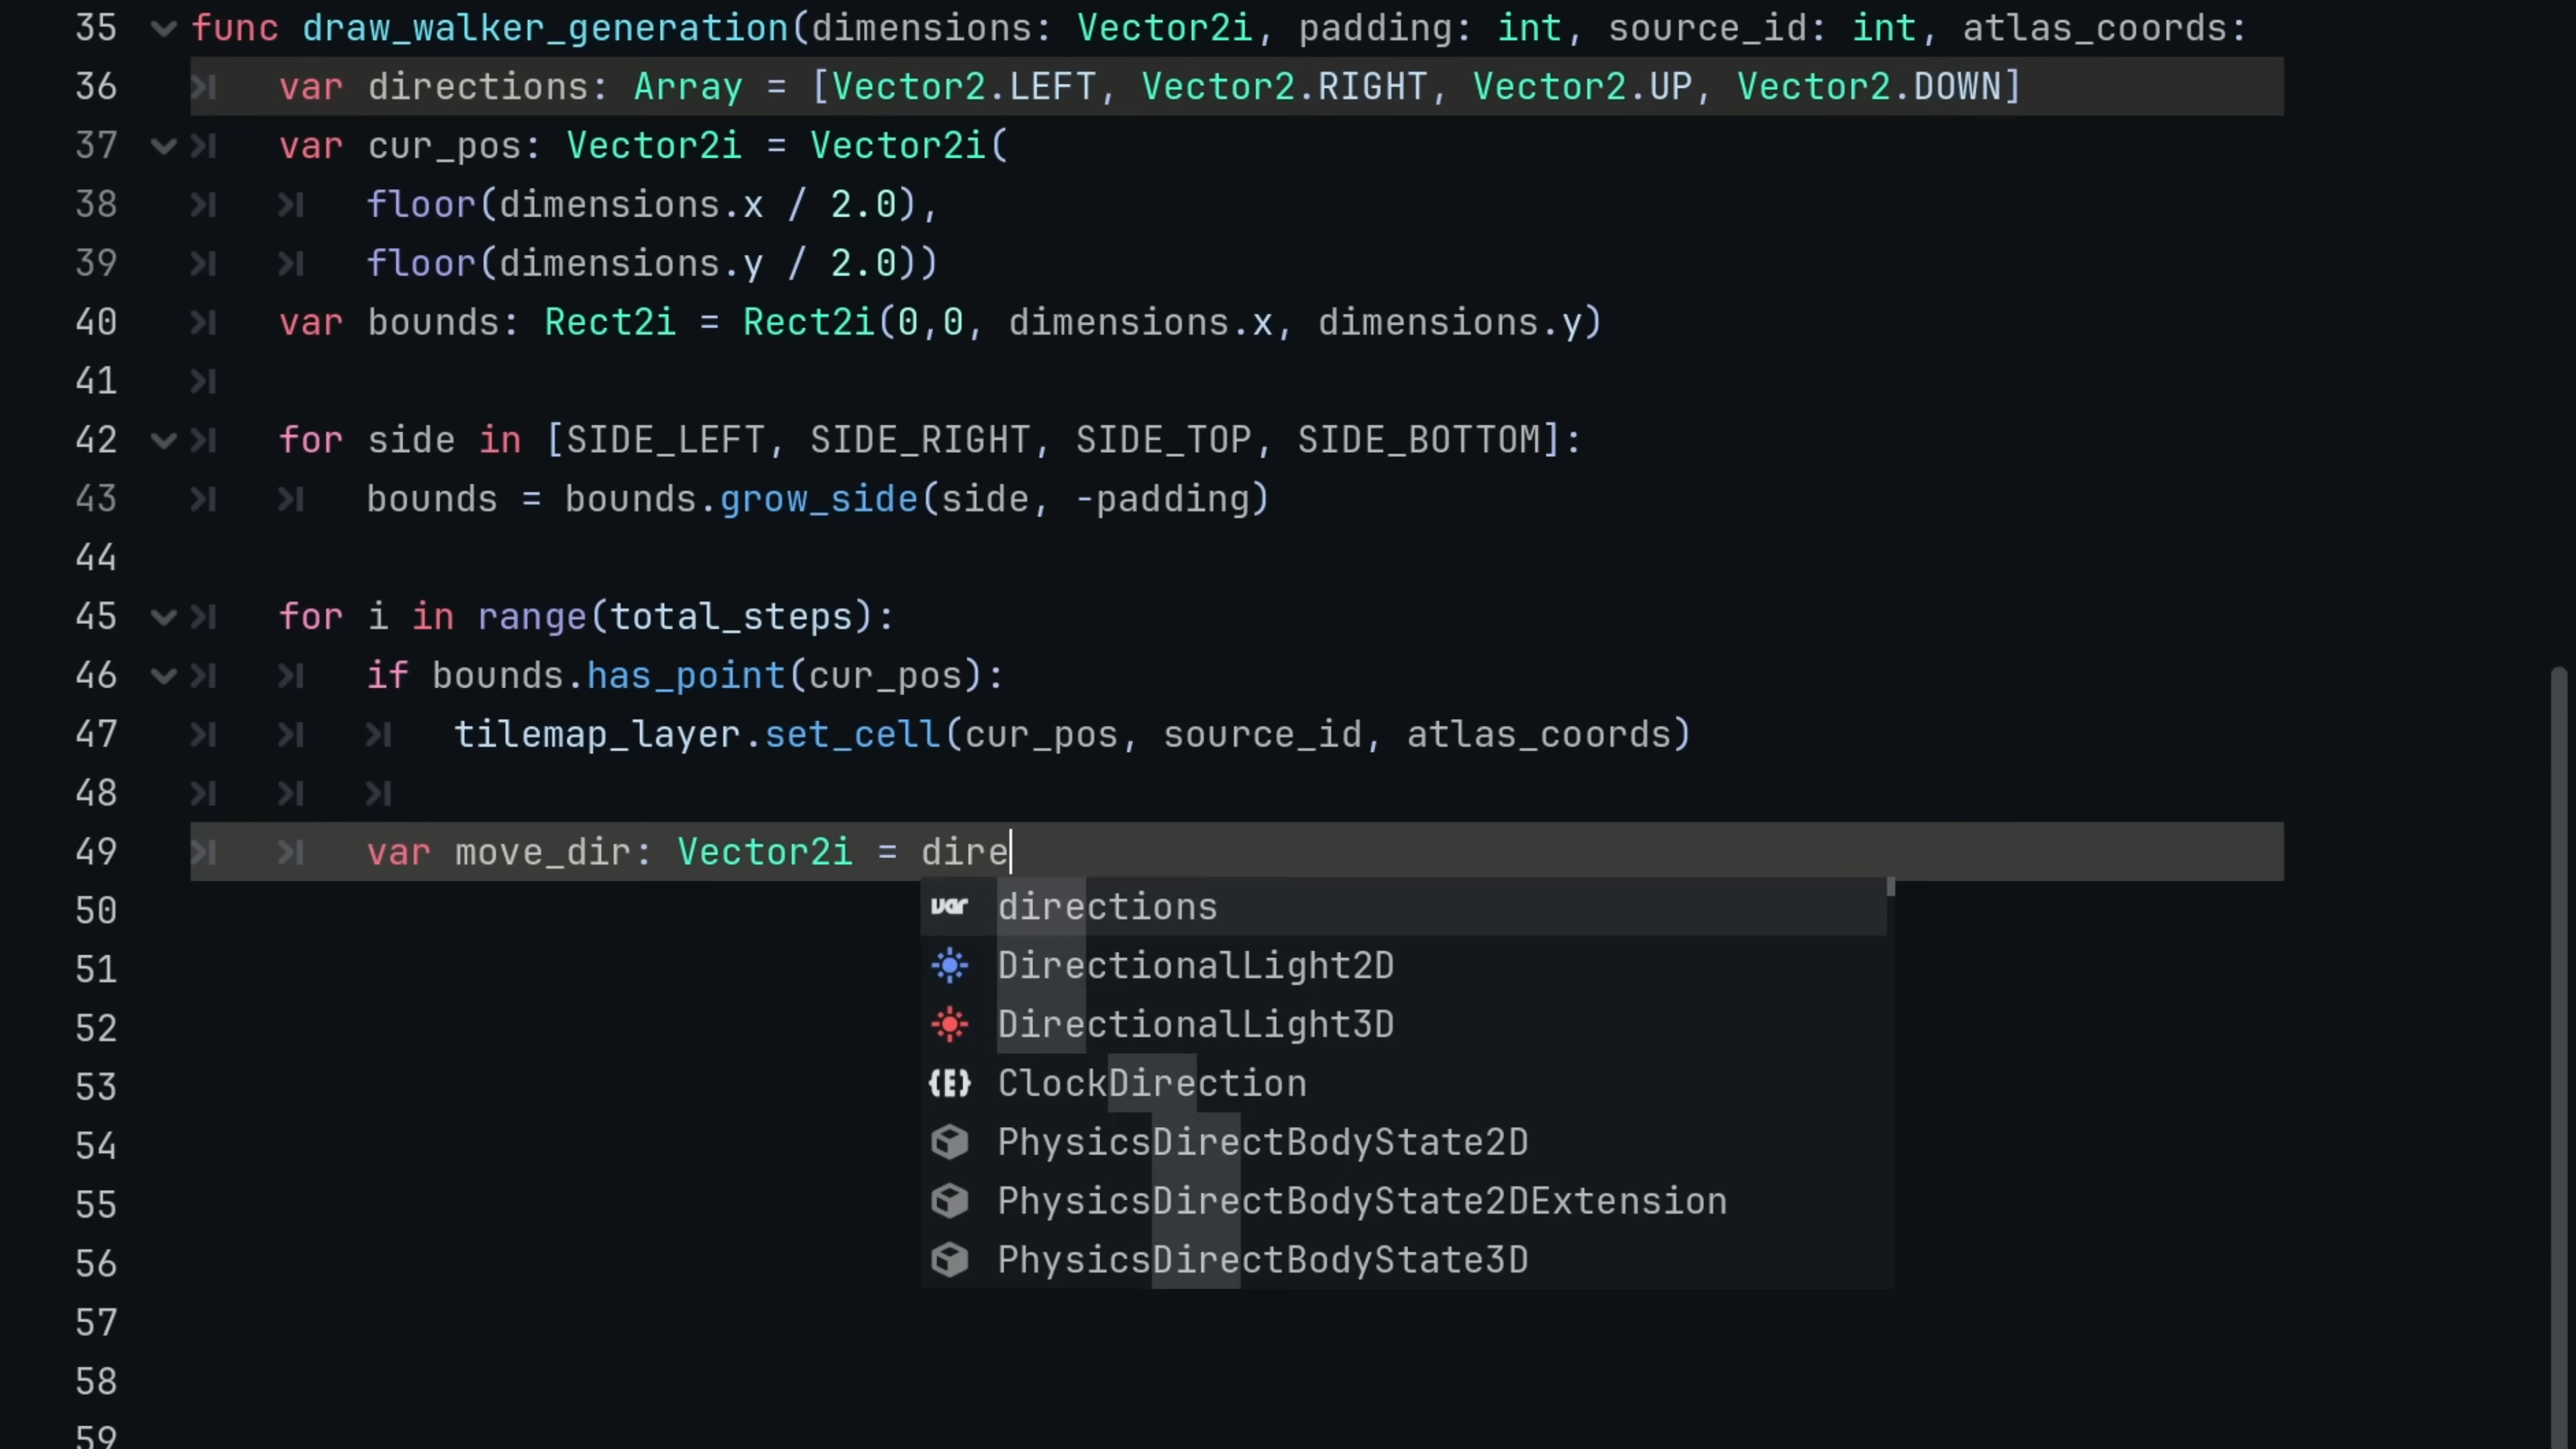 35 func draw_walker_generation(dimensions: Vector2i, padding: int, source_id: int, atlas_coords:
36 var directions: Array = [Vector2.LEFT, Vector2.RIGHT, Vector2.UP, Vector2.DOWN]
37 var cur_pos: Vector2i = Vector2i(
38 floor(dimensions.x / 2.0),
39 floor(dimensions.y / 2.0))
40 var bounds: Rect2i = Rect2i(0,0, dimensions.x, dimensions.y)
41
42 for side in [SIDE_LEFT, SIDE_RIGHT, SIDE_TOP, SIDE_BOTTOM]:
43 bounds = bounds.grow_side(side, -padding)
44
45 for i in range(total_steps):
46 if bounds.has_point(cur_pos):
47 tilemap_layer.set_cell(cur_pos, source_id, atlas_coords)
48
49 var move_dir: Vector2i = dire
50 var directions
51 DirectionalLight2D
52 DirectionalLight3D
53 {E} ClockDirection
54 PhysicsDirectBodyState2D
55 PhysicsDirectBodyState2DExtension
56 PhysicsDirectBodyState3D
57
58
59